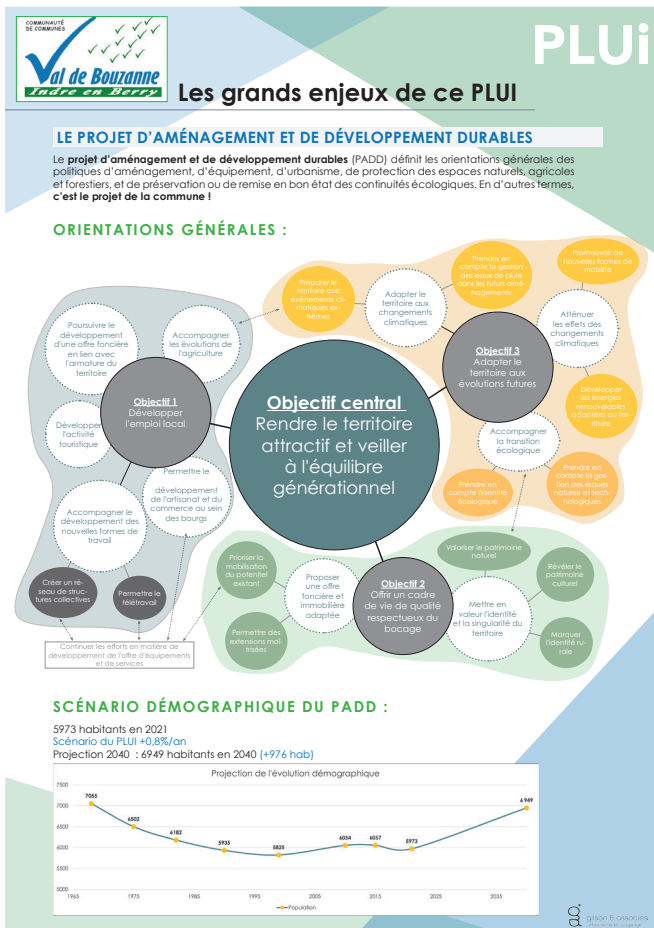 COMMUNAUTÉ
DE COMMUNES
Val de Bouzanne
Indre en Berry
PLUi
Les grands enjeux de ce PLUI
LE PROJET D'AMÉNAGEMENT ET DE DÉVELOPPEMENT DURABLES
Le projet d'aménagement et de développement durables (PADD) définit les orientations générales des
politiques d'aménagement, d'équipement, d'urbanisme, de protection des espaces naturels, agricoles
et forestiers, et de préservation ou de remise en bon état des continuités écologiques. En d'autres termes,
c'est le projet de la commune !
ORIENTATIONS GÉNÉRALES :
Poursuivre le
développement
d'une offre foncière
en lien avec
l'armature du
territoire
Accompagner
les évolutions de
l'agriculture
Objectif 1
Développer
l'emploi local
Développer
l'activité
touristique
Permettre le
développement
de l'artisanat et du
commerce au sein
des bourgs
Accompagner le
développement des
nouvelles formes de
travail
Créer un ré-
seau de struc-
tures collectives
Permettre le
télétravail
Continuer les efforts en matière de
développement de l'offre d'équipements
et de services
Objectif central
Rendre le territoire
attractif et veiller
à l'équilibre
générationnel
Préparer le
territoire aux
évènements cli-
matiques ex-
trêmes
Adapter le
territoire aux
changements
climatiques
Prendre en
compte la gestion
des eaux de pluie
dans les futurs amé-
nagements
Promouvoir de
nouvelles formes de
mobilité
Atténuer
les effets des
changements
climatiques
Objectif 3
Adapter le
territoire aux
évolutions futures
Développer
les énergies
renouvelables
adaptées au ter-
ritoire
Accompagner
la transition
écologique
Prendre en
compte l'identité
écologique
Prendre en
compte la ges-
tion des risques
naturels et tech-
nologiques
Prioriser la
mobilisation
du potentiel
existant
Proposer
une offre
foncière et
immobilière
adaptée
Permettre des
extensions maî-
trisées
Objectif 2
Offrir un cadre
de vie de qualité
respectueux du
bocage
Valoriser le patrimoine
naturel
Mettre en
valeur l'identité
et la singularité du
territoire
Révéler le
patrimoine
culturel
Marquer
l'identité ru-
rale
SCÉNARIO DÉMOGRAPHIQUE DU PADD :
5973 habitants en 2021
Scénario du PLUI +0,8%/an
Projection 2040 : 6949 habitants en 2040 (+976 hab)
Projection de l'évolution démographique
7500
7000
6500
6000
5500
5000
7055
6502
6182
5935
5825
6054
6057
5973
6 949
1965
1975
1985
1995
2005
2015
2025
2035
Population
gilson & associés